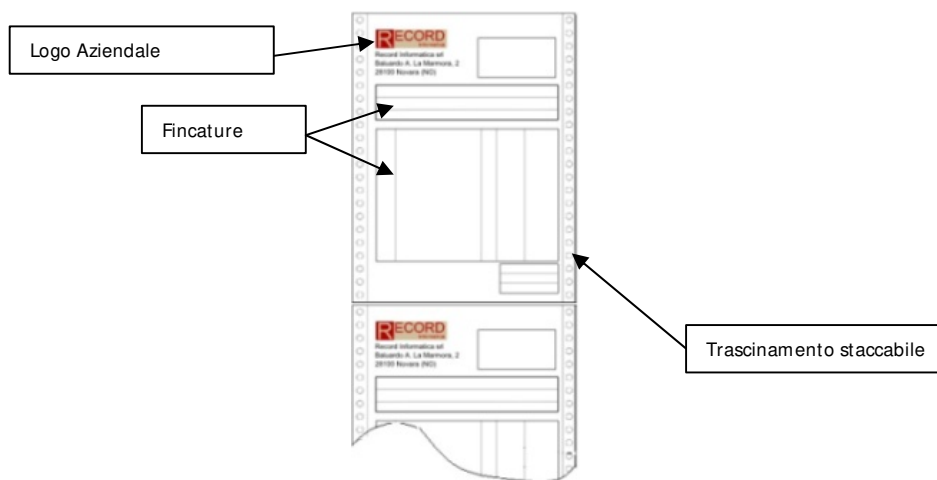 Logo Aziendale
RECORD
Record Informatica srl
Baluardo A. La Marmora, 2
28100 Novara (NO)
Fincature
Trascinamento staccabile
RECORD
Record Informatica srl
Baluardo A. La Marmora, 2
28100 Novara (NO)